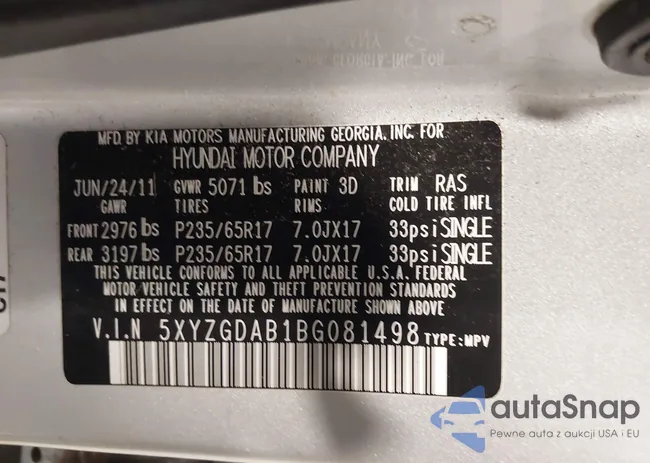 MFD. BY KIA MOTORS MANUFACTURING GEORGIA, INC. FOR
HYUNDAI MOTOR COMPANY
JUN/24/11 GVWR 5071 lbs PAINT 3D TRIM RAS
GAWR TIRES RIMS COLD TIRE INFL
FRONT 2976 lbs P235/65R17 7.0JX17 33psi SINGLE
REAR 3197 lbs P235/65R17 7.0JX17 33psi SINGLE
THIS VEHICLE CONFORMS TO ALL APPLICABLE U.S.A. FEDERAL
MOTOR VEHICLE SAFETY AND THEFT PREVENTION STANDARDS
IN EFFECT ON THE DATE OF MANUFACTURE SHOWN ABOVE.
V.I.N 5XYZGDAB1BG081498 TYPE:MPV
autoSnap
Pewne auta z aukcji USA i EU